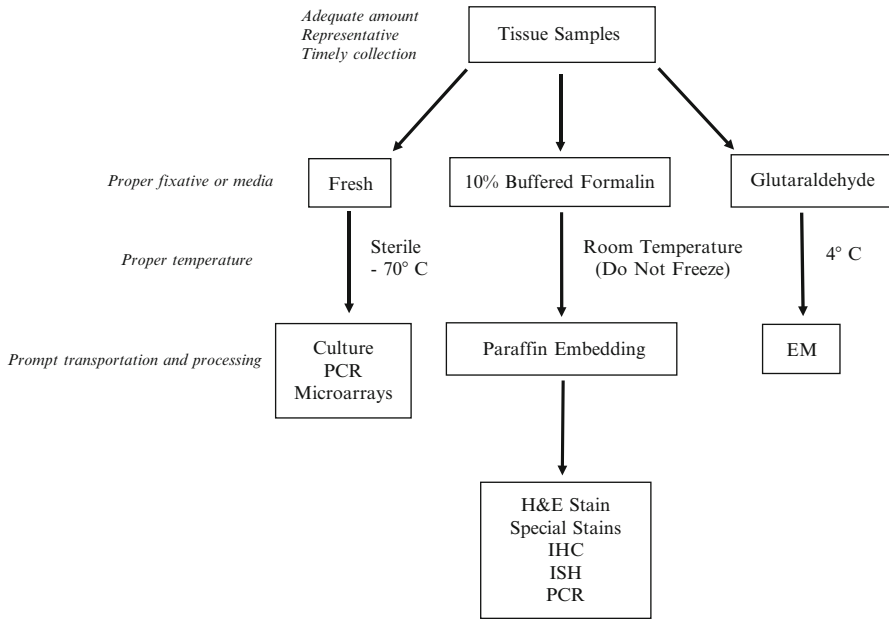 Adequate amount
Representative
Timely collection
Tissue Samples
Proper fixative or media
Fresh
10% Buffered Formalin
Glutaraldehyde
Proper temperature
Sterile
- 70° C
Room Temperature
(Do Not Freeze)
4° C
Prompt transportation and processing
Culture
PCR
Microarrays
Paraffin Embedding
EM
H&E Stain
Special Stains
IHC
ISH
PCR